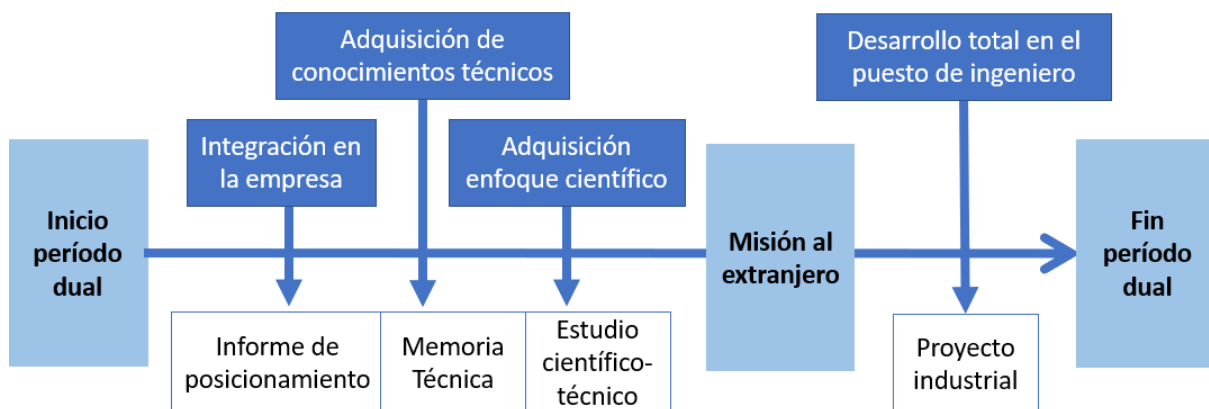 Adquisición de
conocimientos técnicos
Desarrollo total en el
puesto de ingeniero
Integración en
la empresa
Adquisición
enfoque científico
Inicio
período
dual
Misión al
extranjero
Fin
período
dual
Informe de
posicionamiento
Memoria
Técnica
Estudio
científico-
técnico
Proyecto
industrial